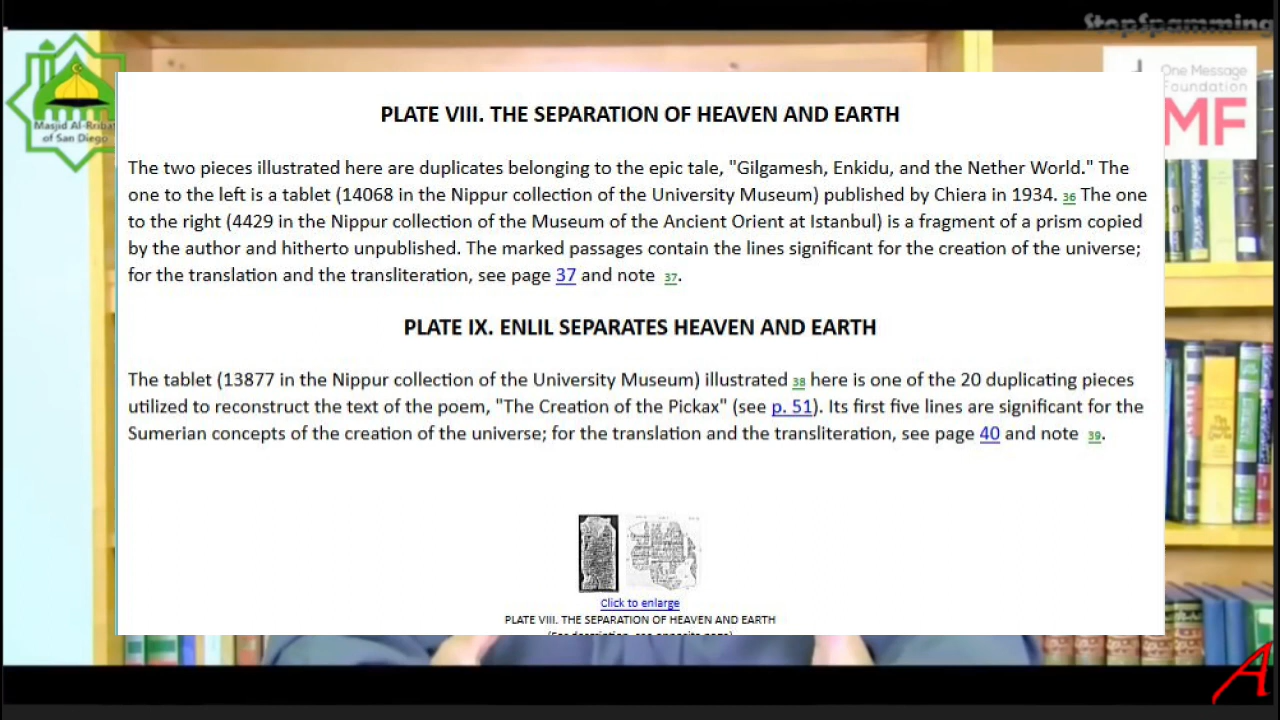 StopSpamming
Masjid Al-Rribat
of San Diego
One Message
Foundation
MF
PLATE VIII. THE SEPARATION OF HEAVEN AND EARTH
The two pieces illustrated here are duplicates belonging to the epic tale, "Gilgamesh, Enkidu, and the Nether World." The
one to the left is a tablet (14068 in the Nippur collection of the University Museum) published by Chiera in 1934. 36 The one
to the right (4429 in the Nippur collection of the Museum of the Ancient Orient at Istanbul) is a fragment of a prism copied
by the author and hitherto unpublished. The marked passages contain the lines significant for the creation of the universe;
for the translation and the transliteration, see page 37 and note 37.
PLATE IX. ENLIL SEPARATES HEAVEN AND EARTH
The tablet (13877 in the Nippur collection of the University Museum) illustrated 38 here is one of the 20 duplicating pieces
utilized to reconstruct the text of the poem, "The Creation of the Pickax" (see p. 51). Its first five lines are significant for the
Sumerian concepts of the creation of the universe; for the translation and the transliteration, see page 40 and note 39.
Click to enlarge
PLATE VIII. THE SEPARATION OF HEAVEN AND EARTH
(For description, see opposite page)
A